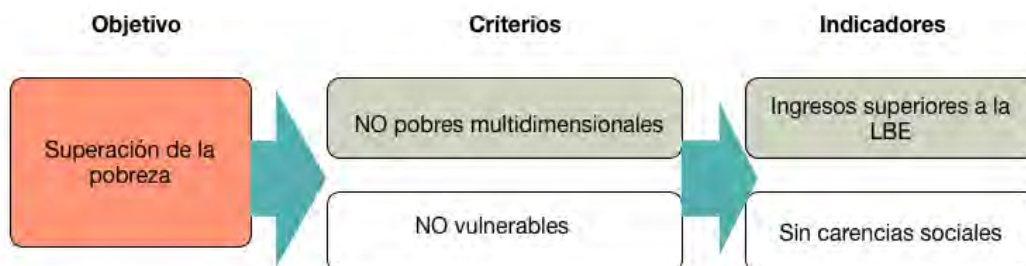 Objetivo
Criterios
Indicadores
Superación de la
pobreza
NO pobres multidimensionales
NO vulnerables
Ingresos superiores a la
LBE
Sin carencias sociales